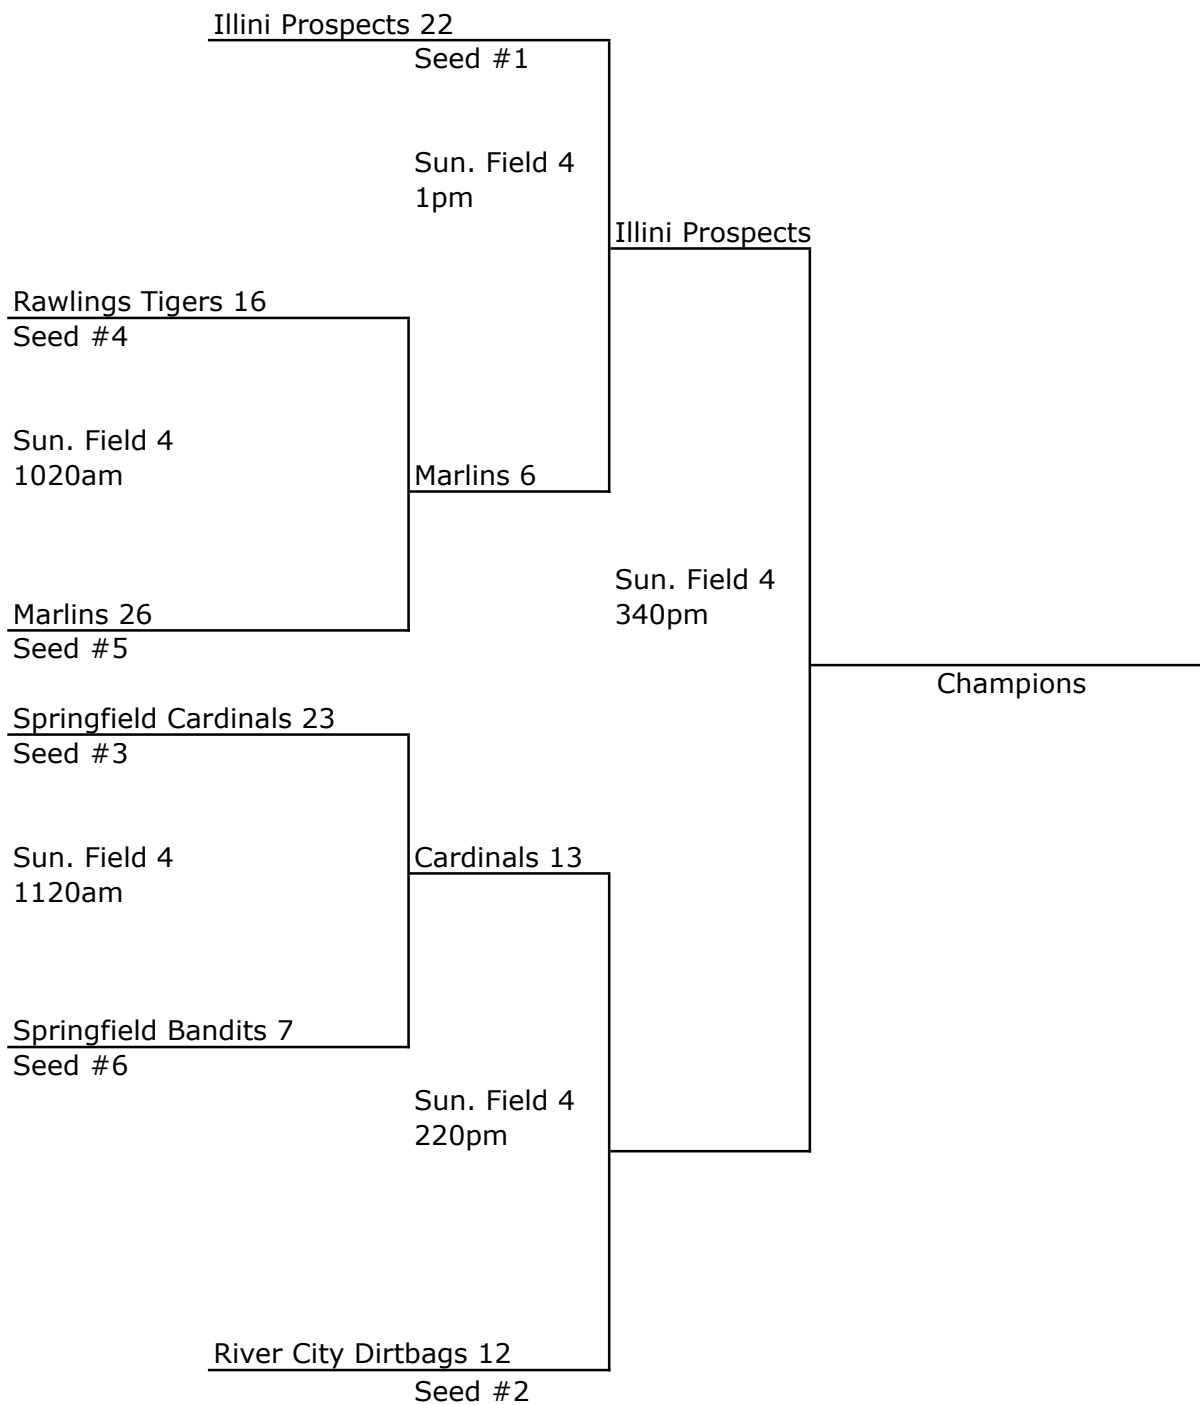 Illini Prospects 22
Seed #1
Sun. Field 4
1pm
Illini Prospects
Rawlings Tigers 16
Seed #4
Sun. Field 4
1020am
Marlins 6
Sun. Field 4
340pm
Marlins 26
Seed #5
Champions
Springfield Cardinals 23
Seed #3
Sun. Field 4
1120am
Cardinals 13
Springfield Bandits 7
Seed #6
Sun. Field 4
220pm
River City Dirtbags 12
Seed #2